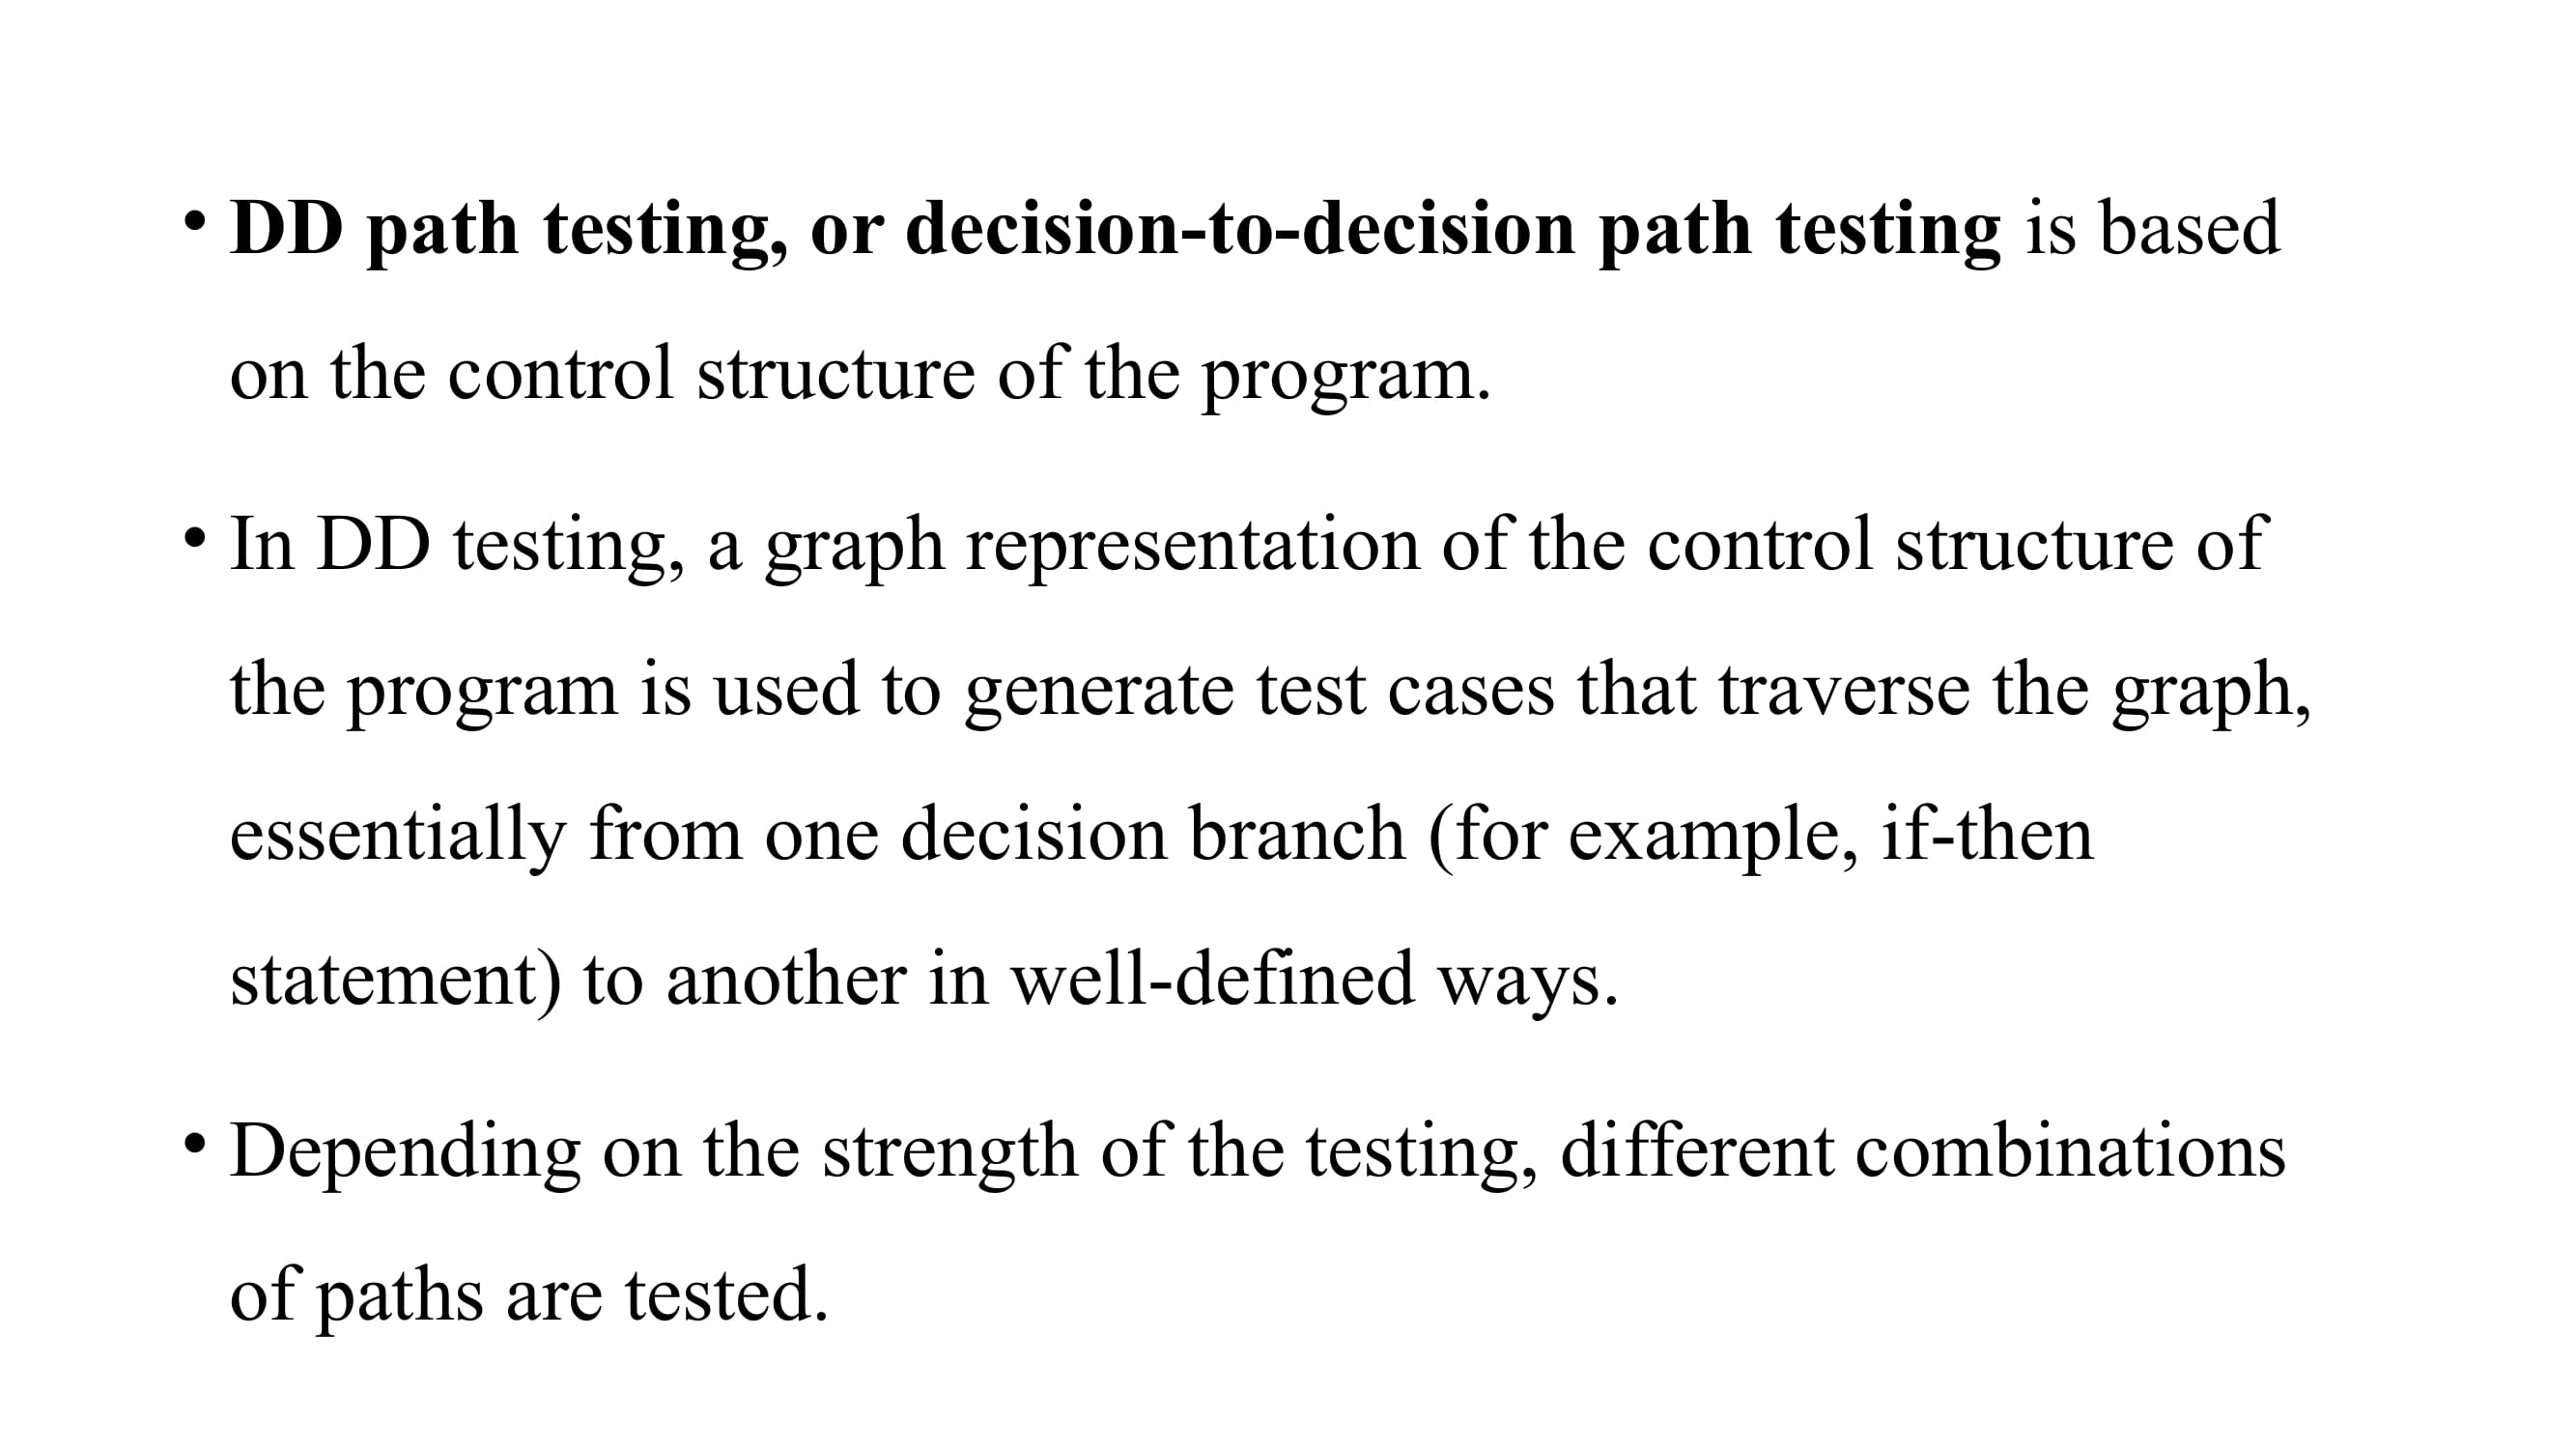 • DD path testing, or decision-to-decision path testing is based
on the control structure of the program.
• In DD testing, a graph representation of the control structure of
the program is used to generate test cases that traverse the graph,
essentially from one decision branch (for example, if-then
statement) to another in well-defined ways.
• Depending on the strength of the testing, different combinations
of paths are tested.